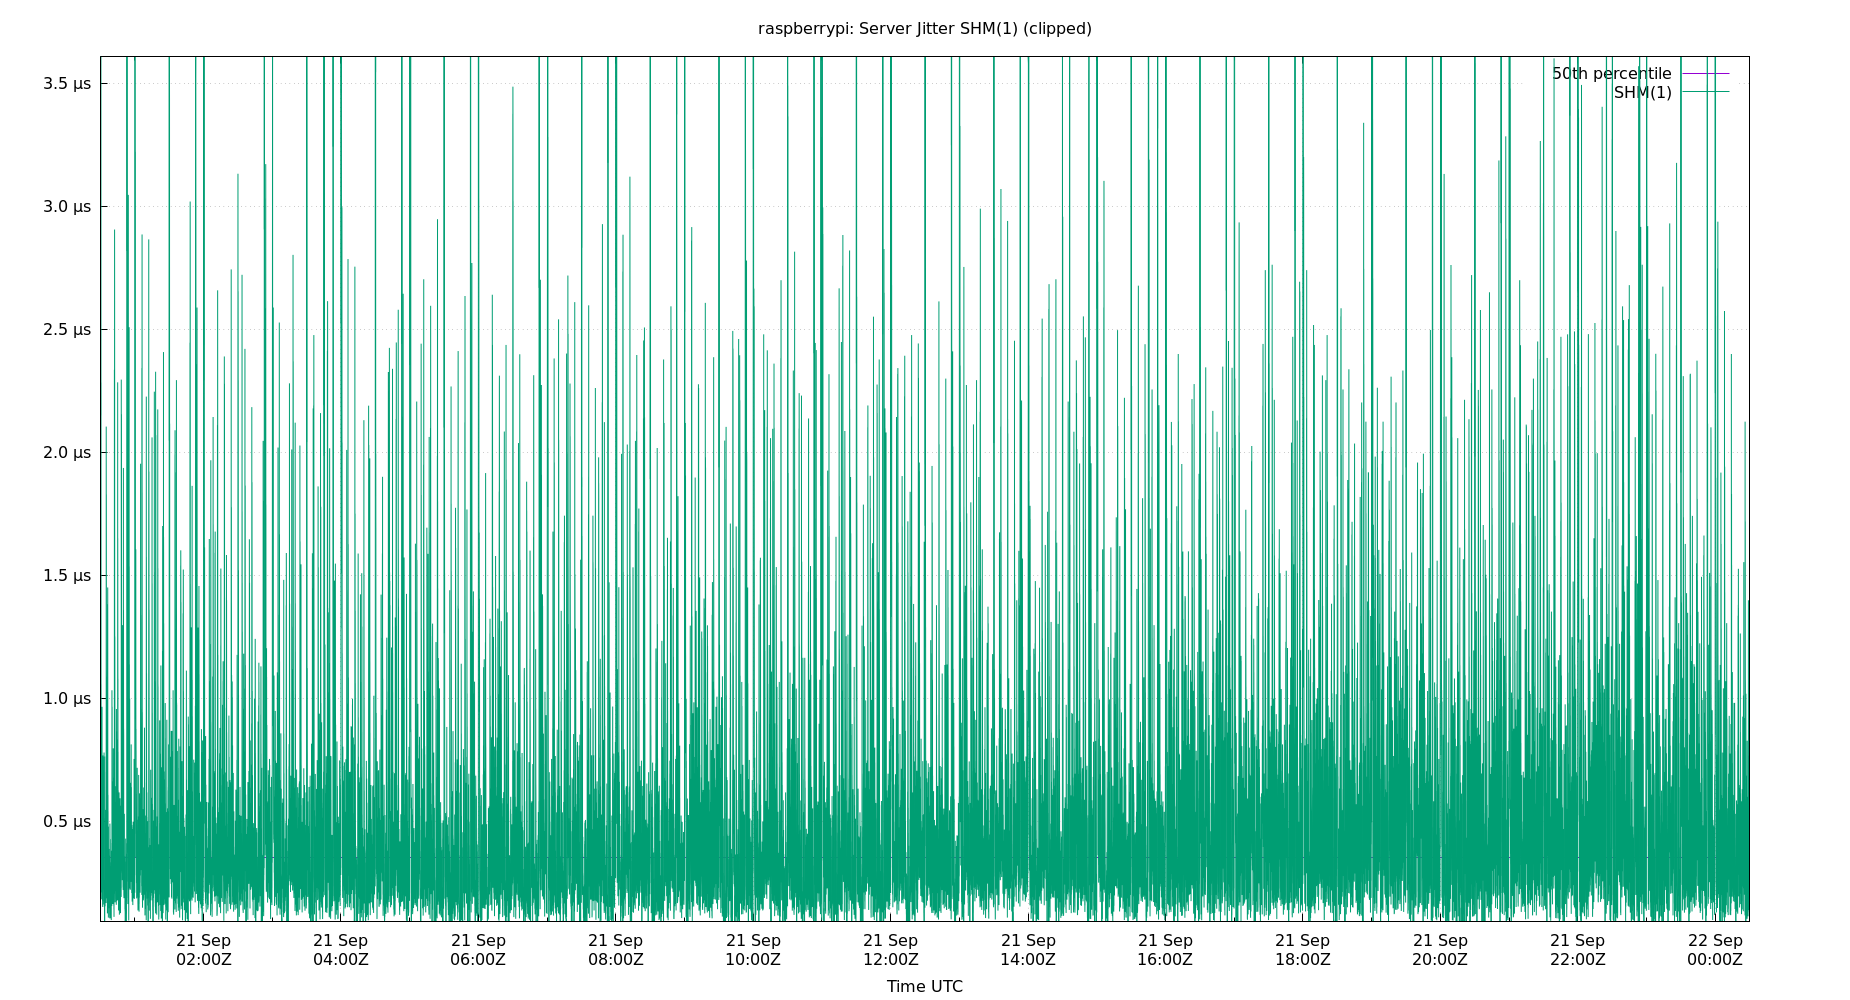 raspberrypi: Server Jitter SHM(1) (clipped)
50th percentile
SHM(1)
3.5 µs
3.0 µs
2.5 µs
2.0 µs
1.5 µs
1.0 µs
0.5 µs
21 Sep 21 Sep 21 Sep 21 Sep 21 Sep 21 Sep 21 Sep 21 Sep 21 Sep 21 Sep 21 Sep 22 Sep
02:00Z 04:00Z 06:00Z 08:00Z 10:00Z 12:00Z 14:00Z 16:00Z 18:00Z 20:00Z 22:00Z 00:00Z
Time UTC